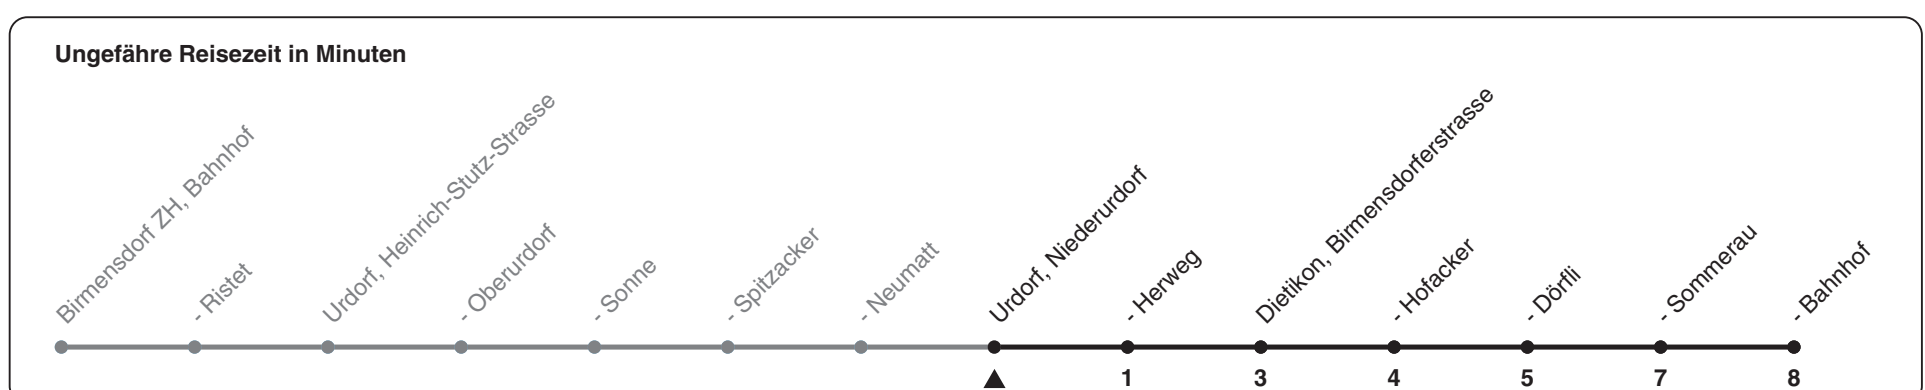 Ungefähre Reisezeit in Minuten
Birmensdorf ZH, Bahnhof
- Ristet
Urdorf, Heinrich-Stutz-Strasse
- Oberurdorf
- Sonne
- Spitzacker
- Neumatt
Urdorf, Niederurdorf
- Herweg
Dietikon, Birmensdorferstrasse
- Hofacker
- Dörfli
- Sommerau
- Bahnhof
1 3 4 5 7 8